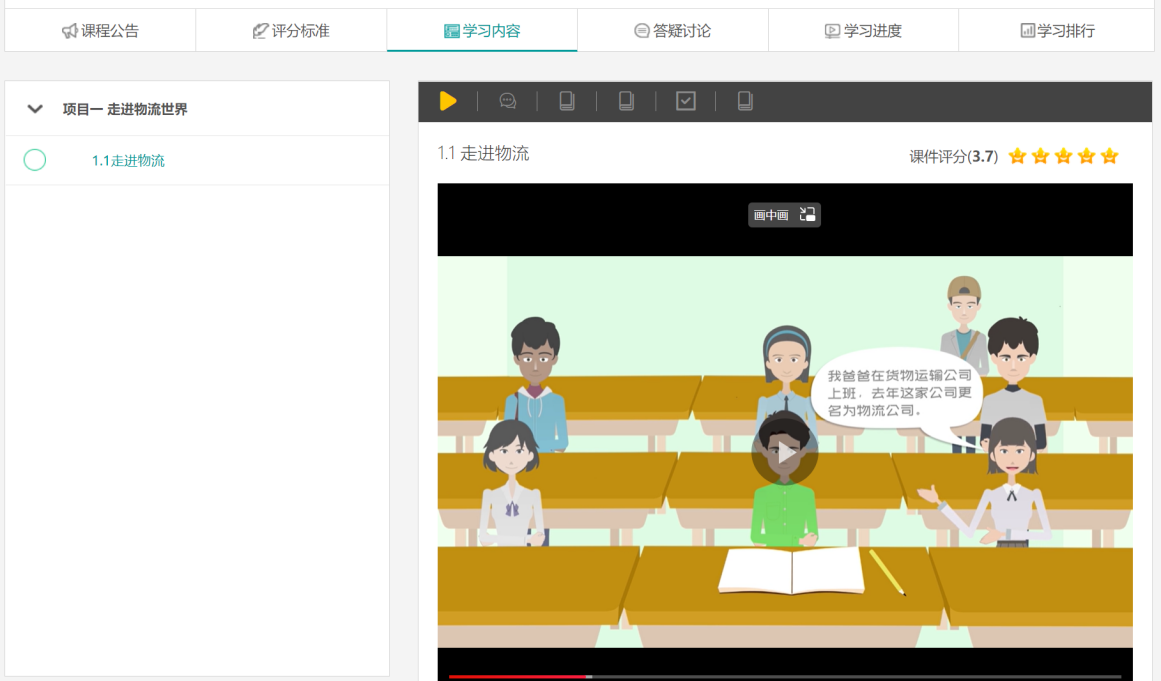 课程公告
评分标准
学习内容
答疑讨论
学习进度
学习排行
项目一 走进物流世界
1.1走进物流
1.1 走进物流
课件评分(3.7)
画中画
我爸爸在货物运输公司
上班，去年这家公司更
名为物流公司。